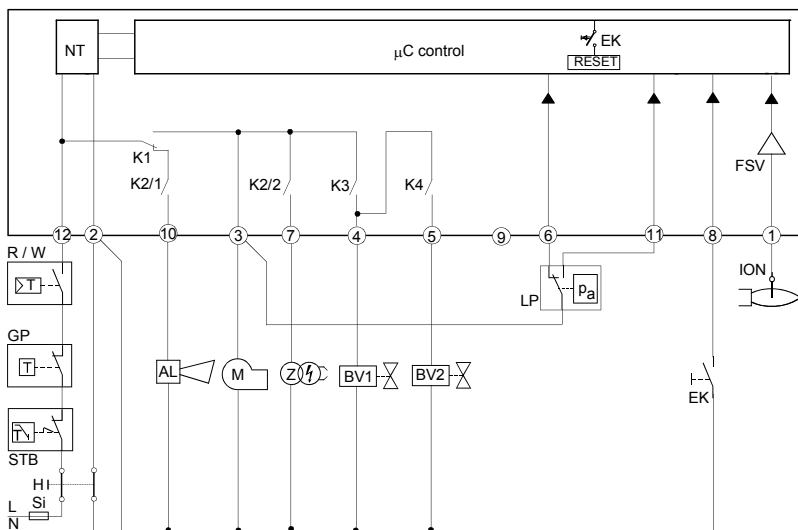 NT
µC control
EK
RESET
K1
K2/1
K2/2
K3
K4
FSV
12
2
10
3
7
4
5
9
6
11
8
1
R / W
T
LP
pa
ION
GP
T
AL
M
Z
BV1
BV2
EK
T
STB
H
L
Si
N